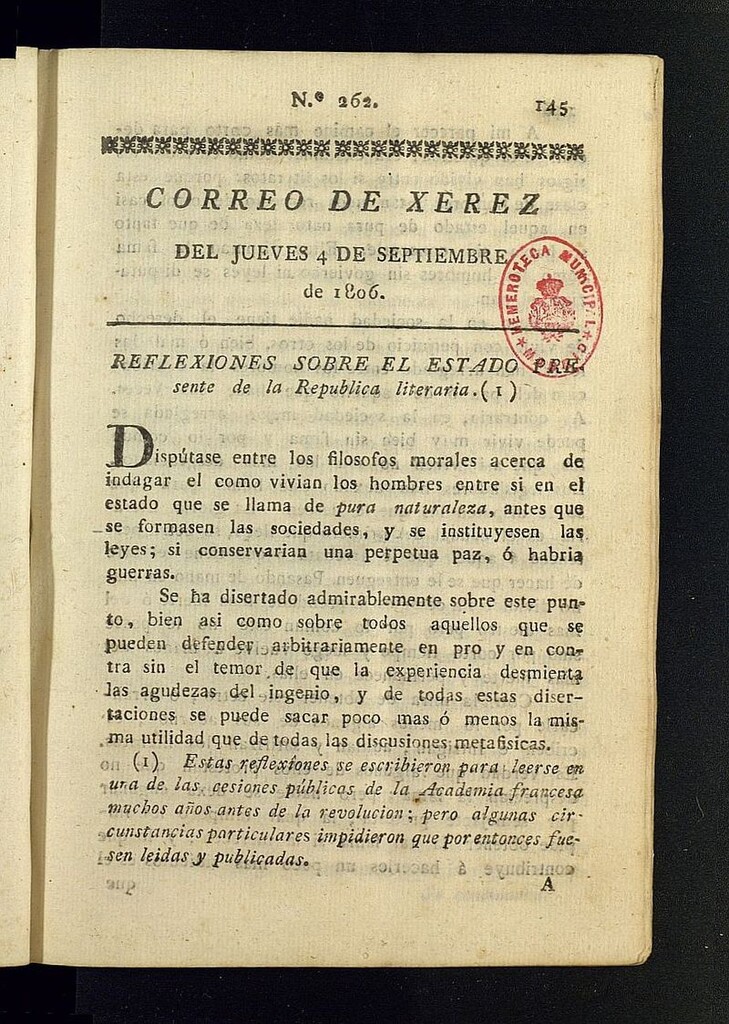 N.º 262.
145
CORREO DE XEREZ
DEL JUEVES 4 DE SEPTIEMBRE
de 1806.
HEMEROTECA MUNICIPAL
REFLEXIONES SOBRE EL ESTADO PRE-
sente de la Republica literaria. (1)
Dispútase entre los filosofos morales acerca de
indagar el como vivian los hombres entre si en el
estado que se llama de pura naturaleza, antes que
se formasen las sociedades, y se instituyesen las
leyes; si conservarian una perpetua paz, ó habria
guerras.
Se ha disertado admirablemente sobre este pun-
to, bien asi como sobre todos aquellos que se
pueden defender arbitrariamente en pro y en con-
tra sin el temor de que la experiencia desmienta
las agudezas del ingenio, y de todas estas diser-
taciones se puede sacar poco mas ó menos la mis-
ma utilidad que de todas las discusiones metafisicas.
(1) Estas reflexiones se escribieron para leerse en
una de las cesiones públicas de la Academia francesa
muchos años antes de la revolucion; pero algunas cir-
cunstancias particulares impidieron que por entonces fue-
sen leidas y publicadas.
A